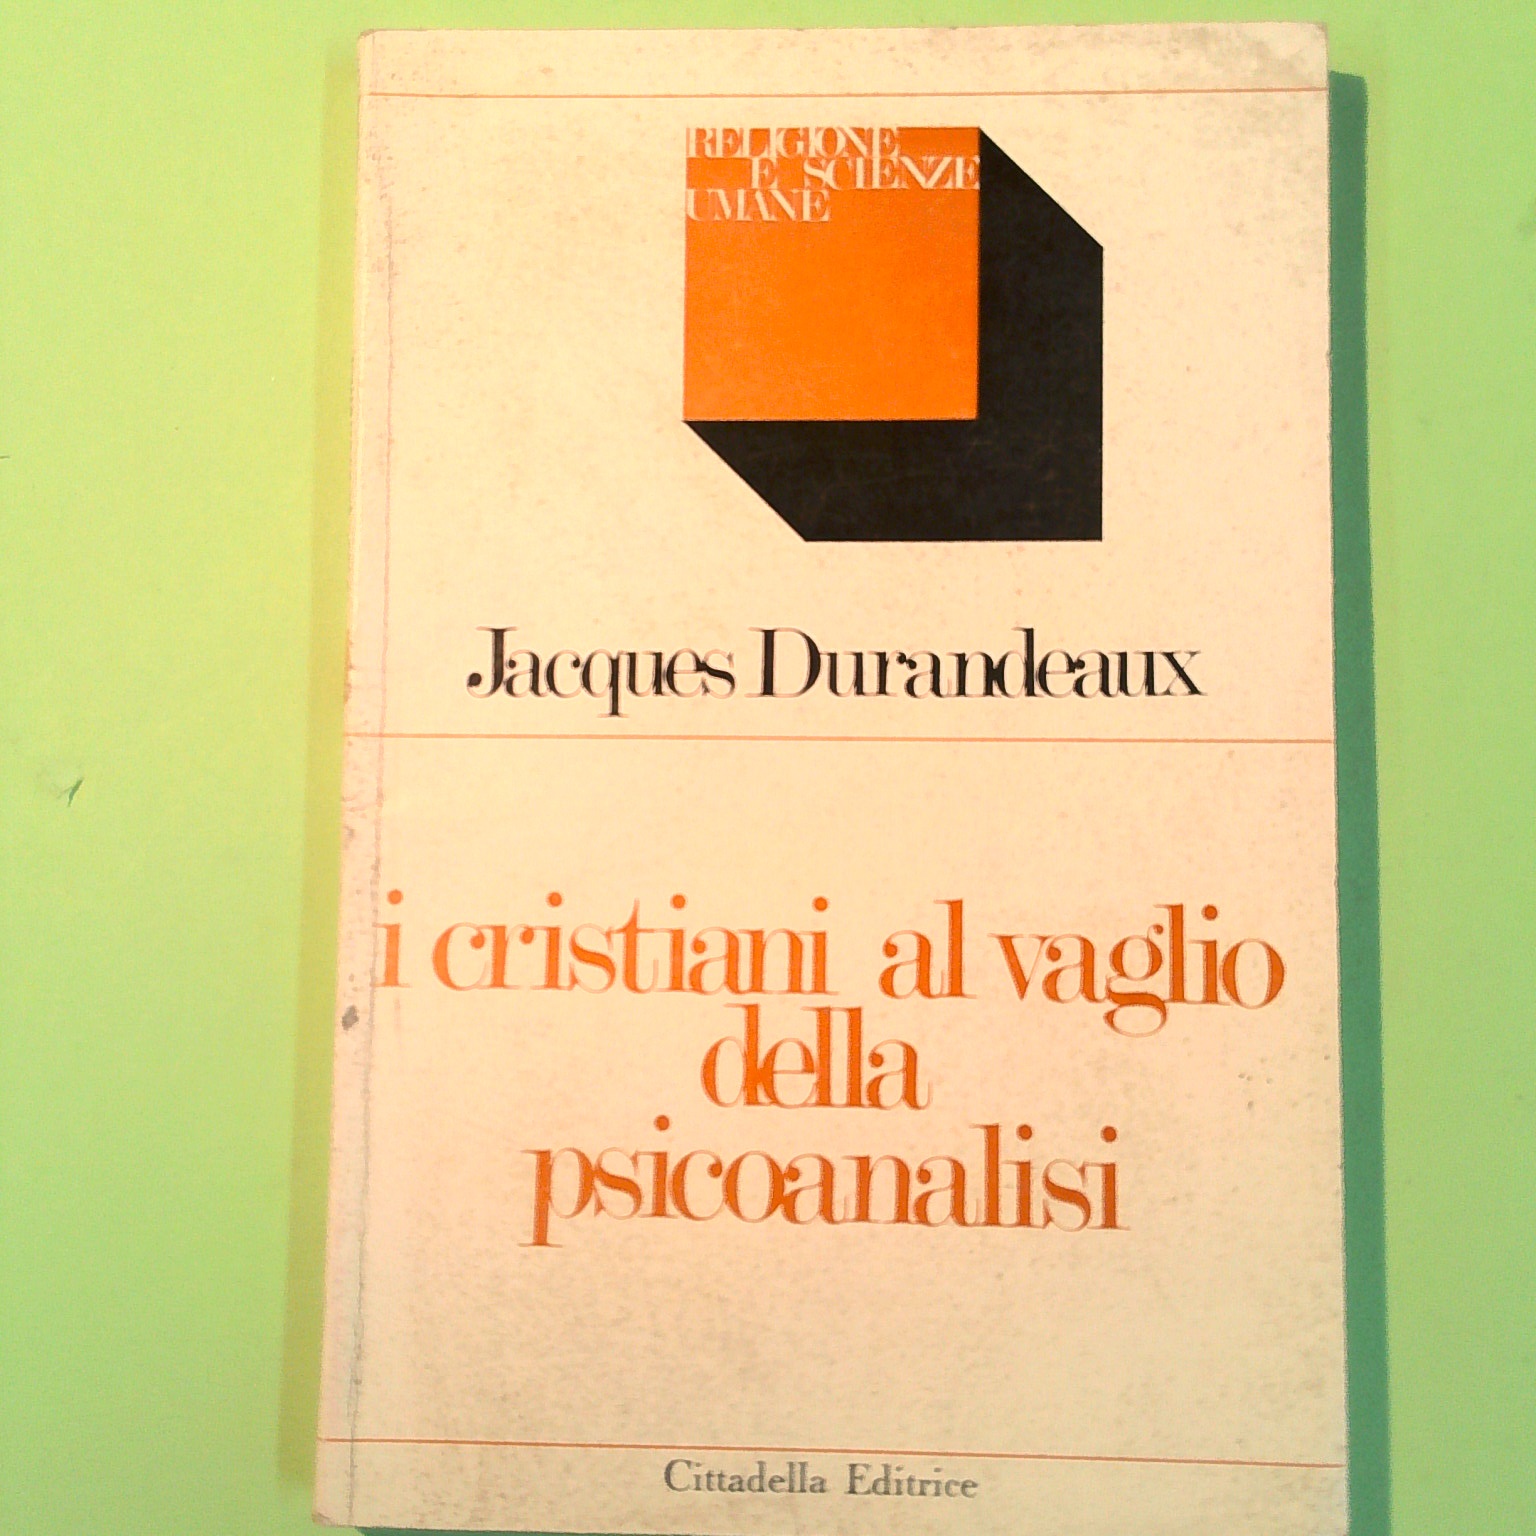 RELIGIONE
E SCIENZE
UMANE
Jacques Durandeaux
i cristiani al vaglio
della
psicoanalisi
Cittadella Editrice